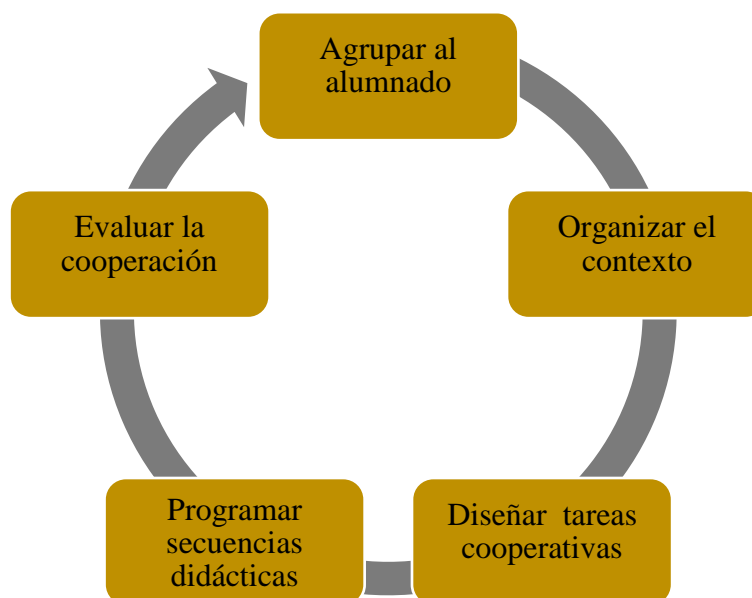 Agrupar al
alumnado
Organizar el
contexto
Diseñar tareas
cooperativas
Programar
secuencias
didácticas
Evaluar la
cooperación